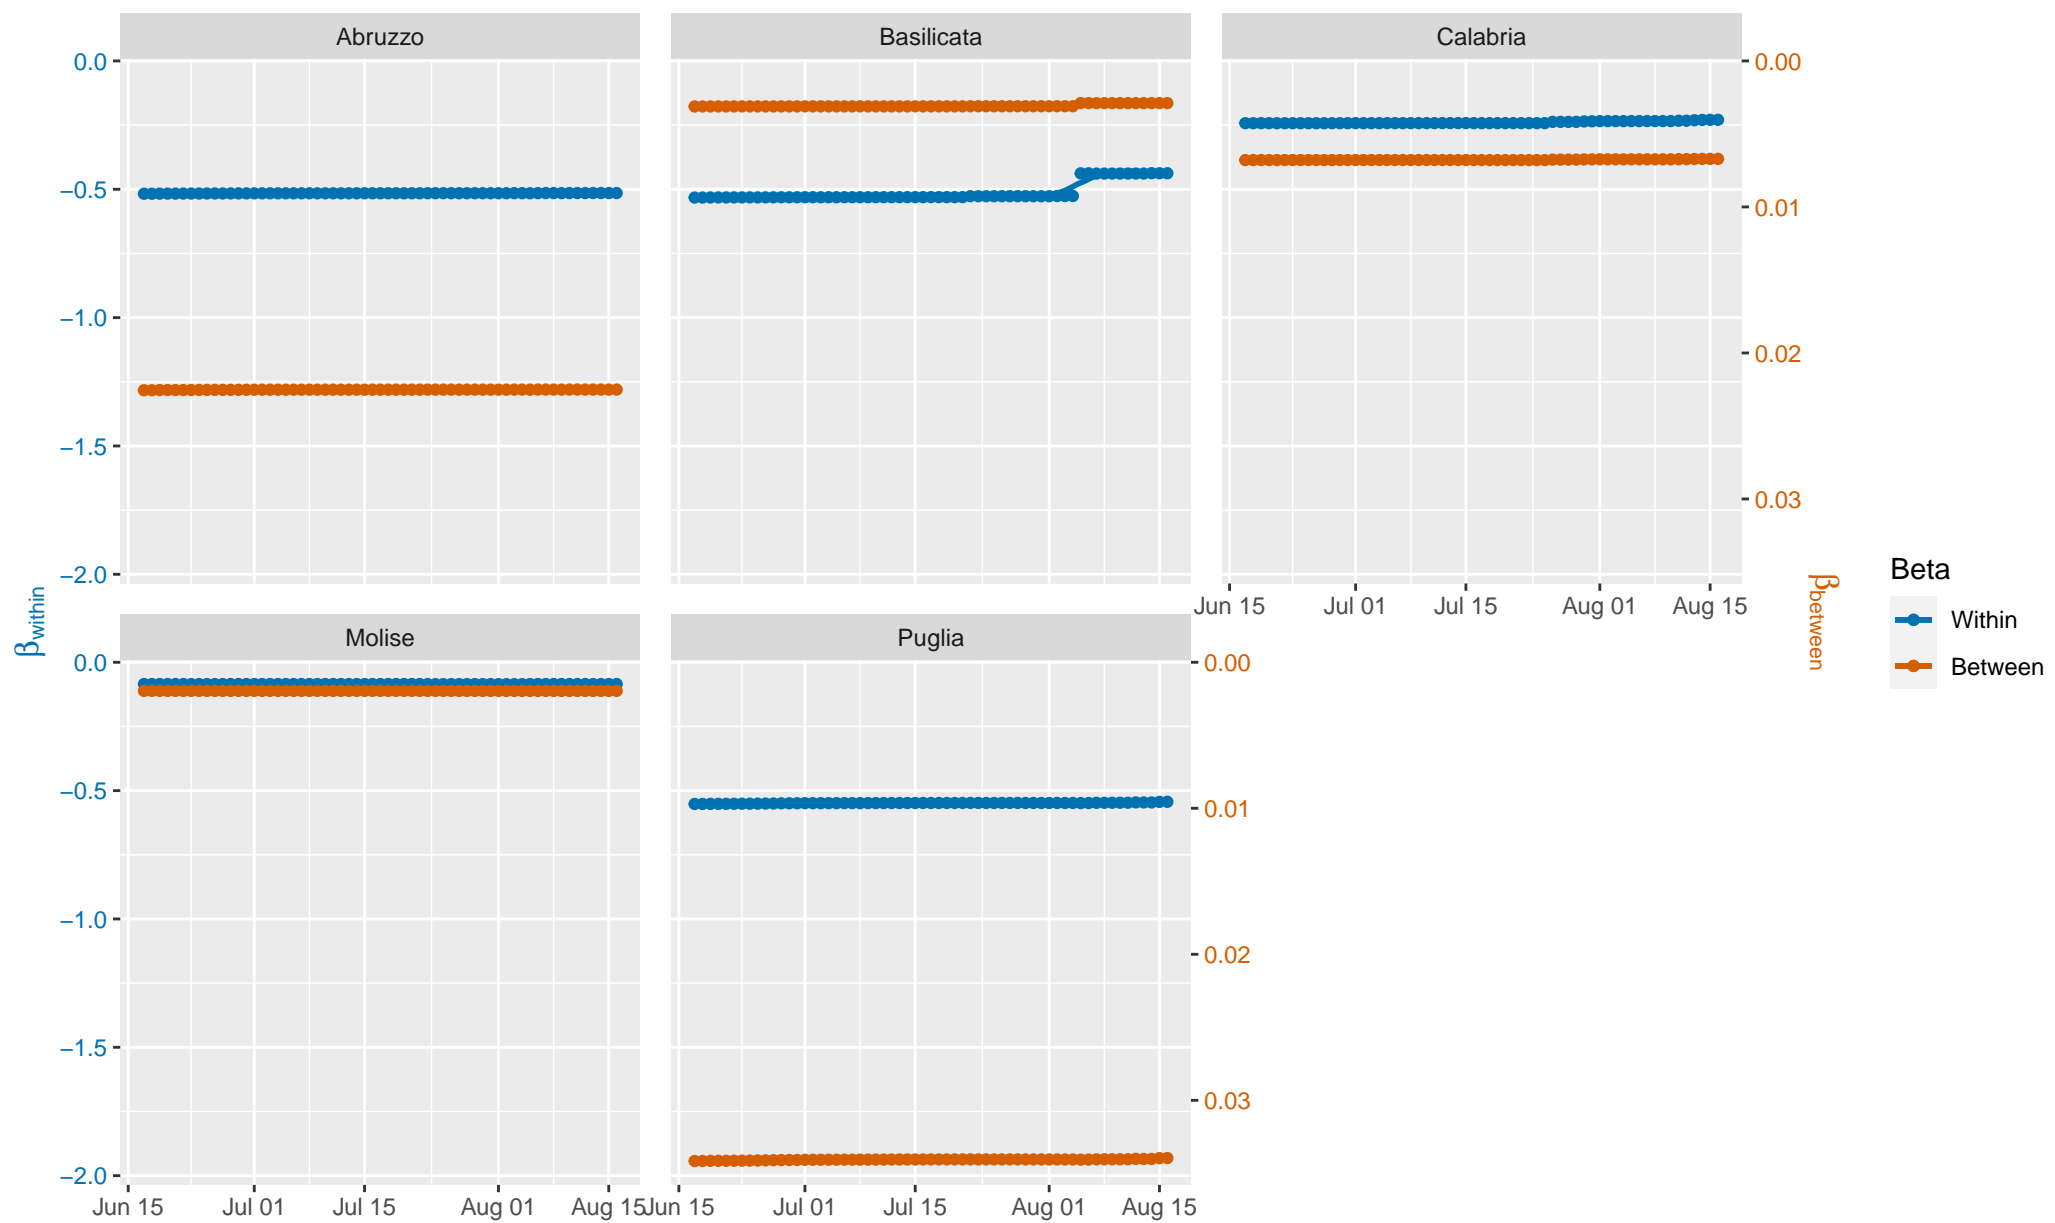 Abruzzo Basilicata Calabria
0.0
−0.5
−1.0
−1.5
−2.0
0.00
0.01
0.02
0.03
Jun 15 Jul 01 Jul 15 Aug 01 Aug 15
βwithin
βbetween
Beta
Within
Between
Molise Puglia
0.0
−0.5
−1.0
−1.5
−2.0
0.00
0.01
0.02
0.03
Jun 15 Jul 01 Jul 15 Aug 01 Aug 15
Jun 15 Jul 01 Jul 15 Aug 01 Aug 15